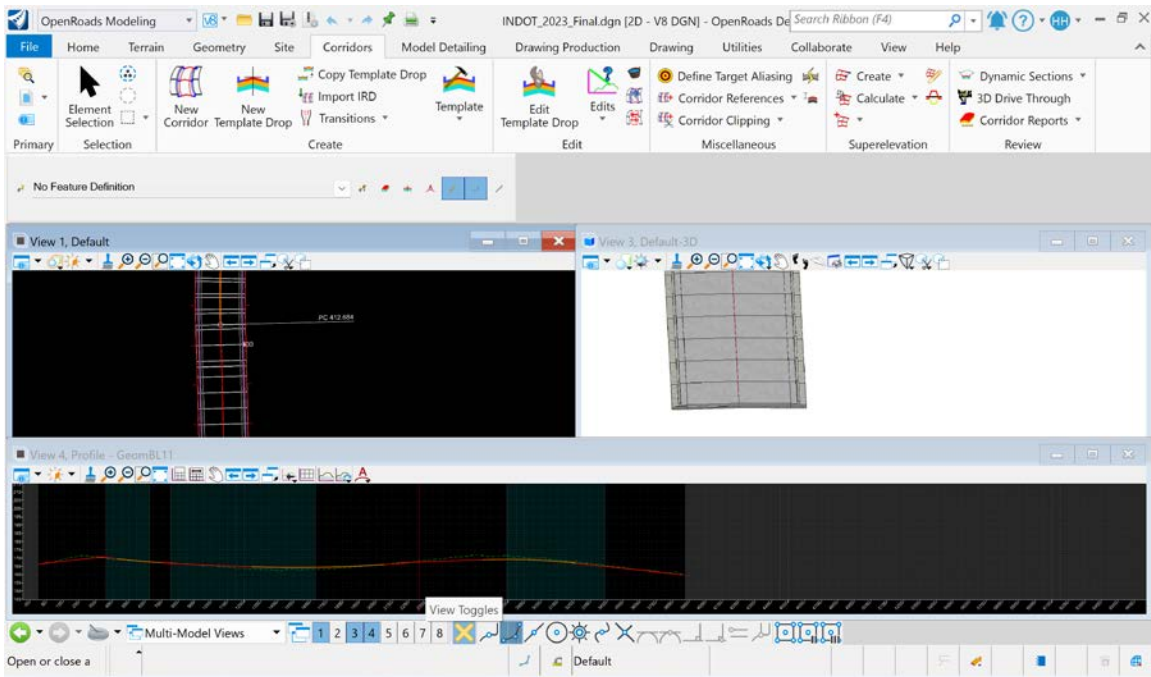 OpenRoads Modeling
INDOT_2023_Final.dgn [2D - V8 DGN] - OpenRoads De
Search Ribbon (F4)
HH
File Home Terrain Geometry Site Corridors Model Detailing Drawing Production Drawing Utilities Collaborate View Help
Element Selection
New Corridor
New Template Drop
Copy Template Drop
Import IRD
Transitions
Template
Edit Template Drop
Edits
Define Target Aliasing
Corridor References
Corridor Clipping
Create
Calculate
Dynamic Sections
3D Drive Through
Corridor Reports
Primary Selection Create Edit Miscellaneous Superelevation Review
No Feature Definition
View 1, Default
View 3, Default-3D
PC 412.684
View 4, Profile - GeomBL11
View Toggles
Multi-Model Views 1 2 3 4 5 6 7 8
Open or close a
Default